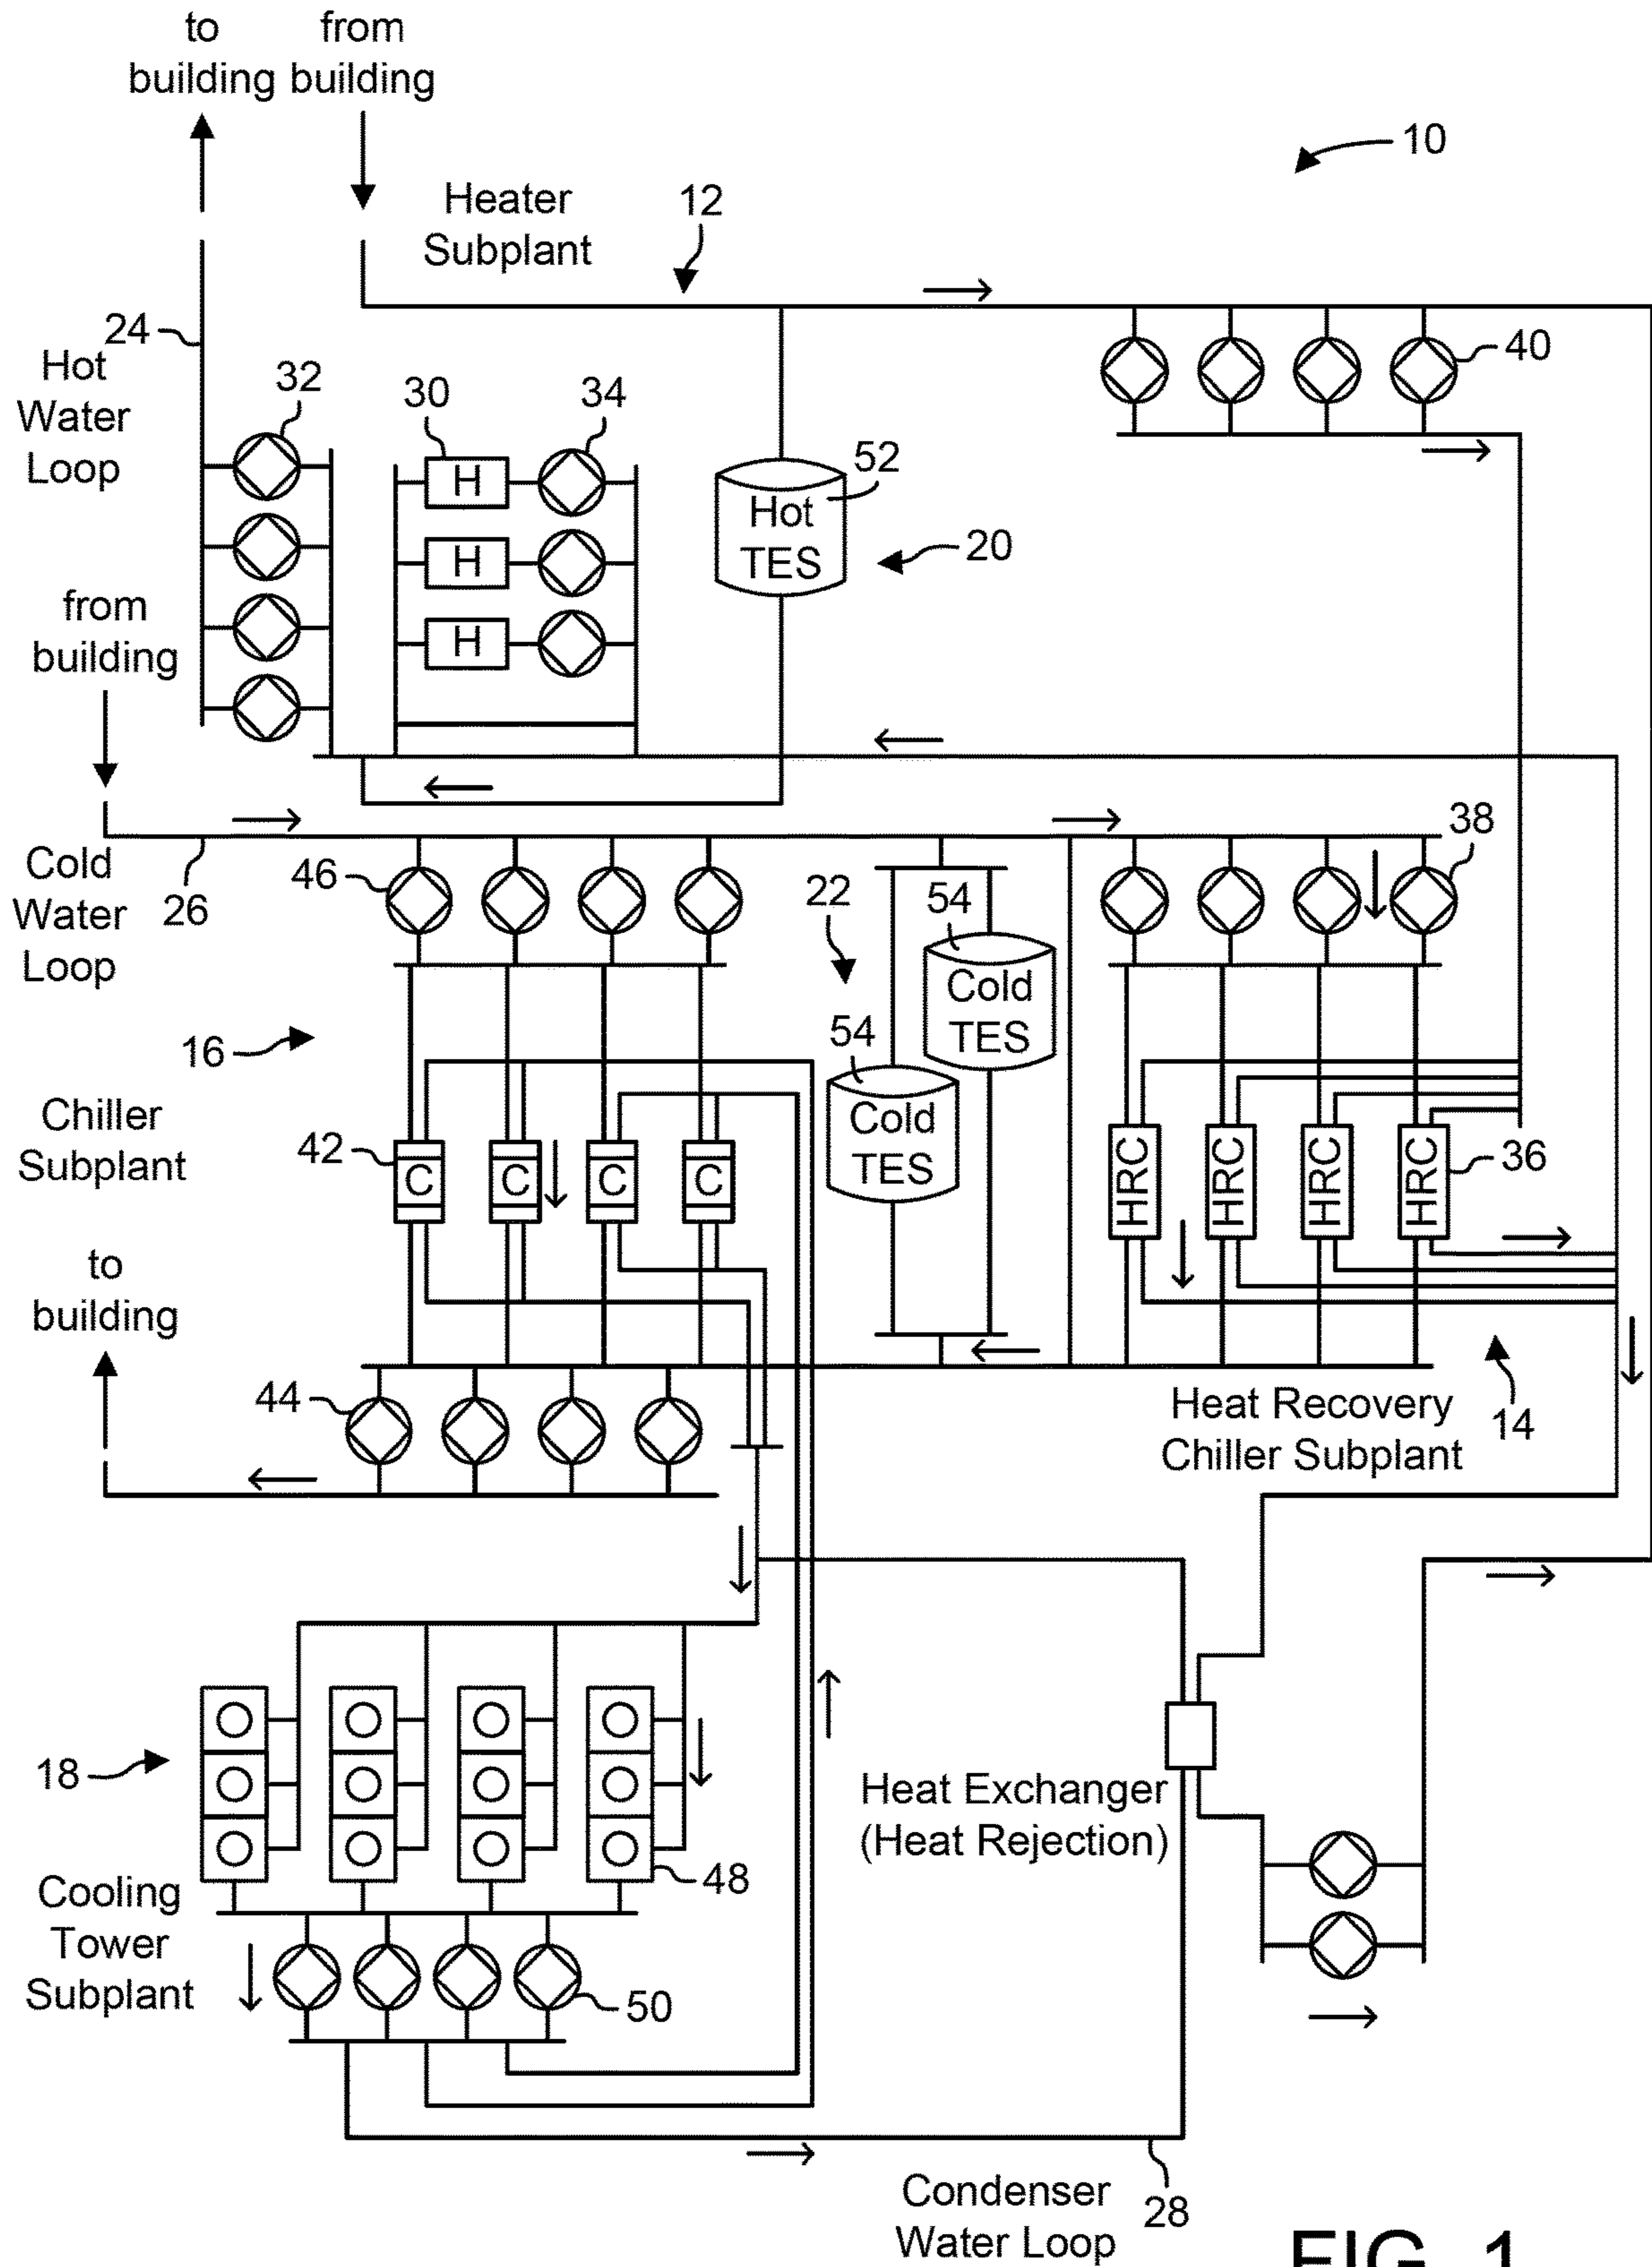 to
building
from
building
10
Heater
Subplant
12
24
Hot
Water
Loop
32
30
34
40
H
H
H
Hot
TES
52
20
from
building
Cold
Water
Loop
26
46
22
54
Cold
TES
54
Cold
TES
38
16
Chiller
Subplant
42
C
C
C
C
HRC
HRC
HRC
HRC
36
to
building
44
Heat Recovery
Chiller Subplant
14
18
Heat Exchanger
(Heat Rejection)
48
Cooling
Tower
Subplant
50
Condenser
Water Loop
28
FIG. 1